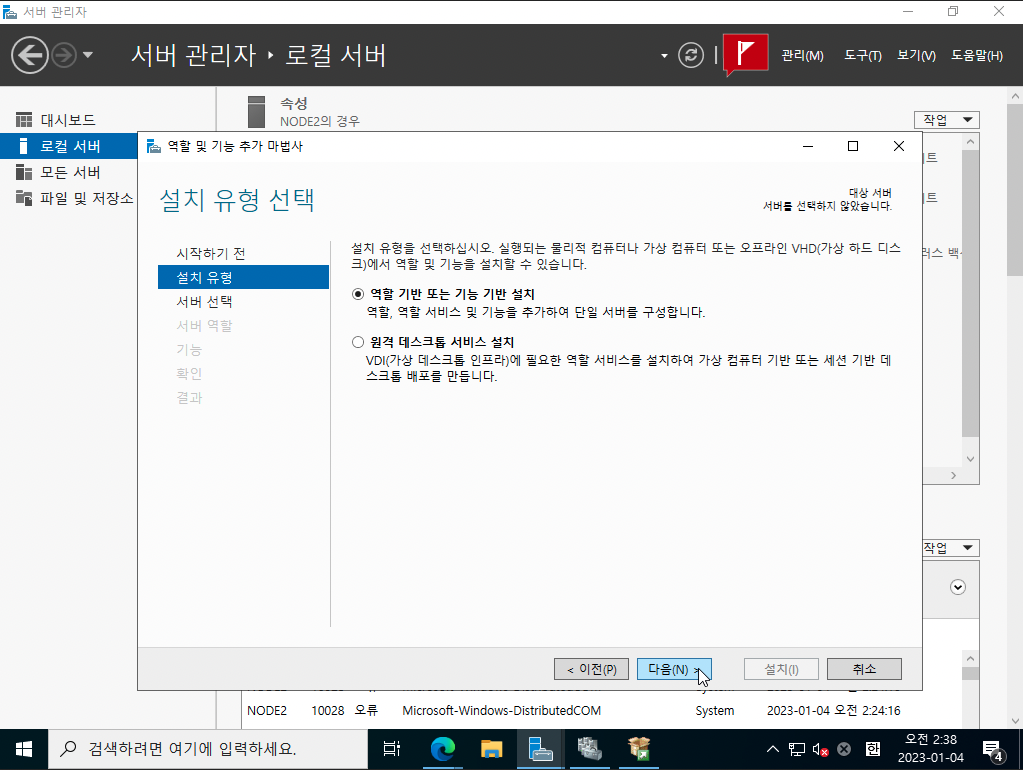 서버 관리자
서버 관리자 ‣ 로컬 서버
관리(M) 도구(T) 보기(V) 도움말(H)
대시보드
로컬 서버
모든 서버
파일 및 저장소
속성
NODE2의 경우
작업
역할 및 기능 추가 마법사
설치 유형 선택
대상 서버
서버를 선택하지 않았습니다.
시작하기 전
설치 유형
서버 선택
서버 역할
기능
확인
결과
설치 유형을 선택하십시오. 실행되는 물리적 컴퓨터나 가상 컴퓨터 또는 오프라인 VHD(가상 하드 디스
크)에서 역할 및 기능을 설치할 수 있습니다.
역할 기반 또는 기능 기반 설치
역할, 역할 서비스 및 기능을 추가하여 단일 서버를 구성합니다.
원격 데스크톱 서비스 설치
VDI(가상 데스크톱 인프라)에 필요한 역할 서비스를 설치하여 가상 컴퓨터 기반 또는 세션 기반 데
스크톱 배포를 만듭니다.
< 이전(P) 다음(N) > 설치(I) 취소
작업
NODE2 10028 오류 Microsoft-Windows-DistributedCOM System 2023-01-04 오전 2:24:16
검색하려면 여기에 입력하세요.
한
오전 2:38
2023-01-04
4